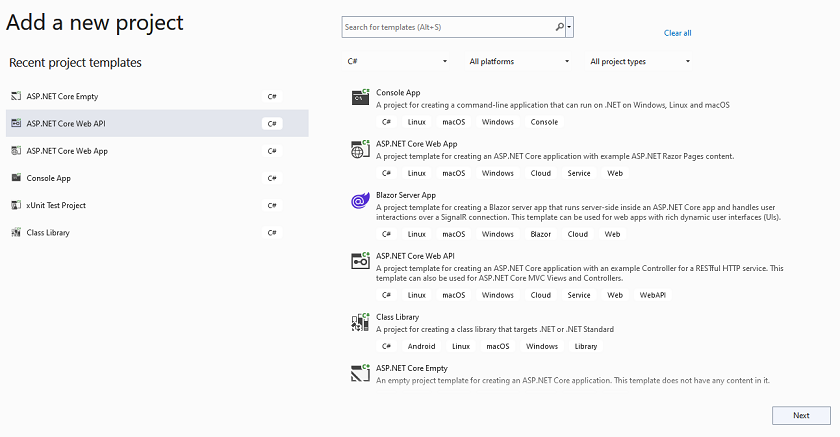 Add a new project
Search for templates (Alt+S)
Clear all
Recent project templates
C#
All platforms
All project types
ASP.NET Core Empty
C#
ASP.NET Core Web API
C#
ASP.NET Core Web App
C#
Console App
C#
xUnit Test Project
C#
Class Library
C#
Console App
A project for creating a command-line application that can run on .NET on Windows, Linux and macOS
C# Linux macOS Windows Console
ASP.NET Core Web App
A project template for creating an ASP.NET Core application with example ASP.NET Razor Pages content.
C# Linux macOS Windows Cloud Service Web
Blazor Server App
A project template for creating a Blazor server app that runs server-side inside an ASP.NET Core app and handles user
interactions over a SignalR connection. This template can be used for web apps with rich dynamic user interfaces (UIs).
C# Linux macOS Windows Blazor Cloud Web
ASP.NET Core Web API
A project template for creating an ASP.NET Core application with an example Controller for a RESTful HTTP service. This
template can also be used for ASP.NET Core MVC Views and Controllers.
C# Linux macOS Windows Cloud Service Web WebAPI
Class Library
A project for creating a class library that targets .NET or .NET Standard
C# Android Linux macOS Windows Library
ASP.NET Core Empty
An empty project template for creating an ASP.NET Core application. This template does not have any content in it.
Next